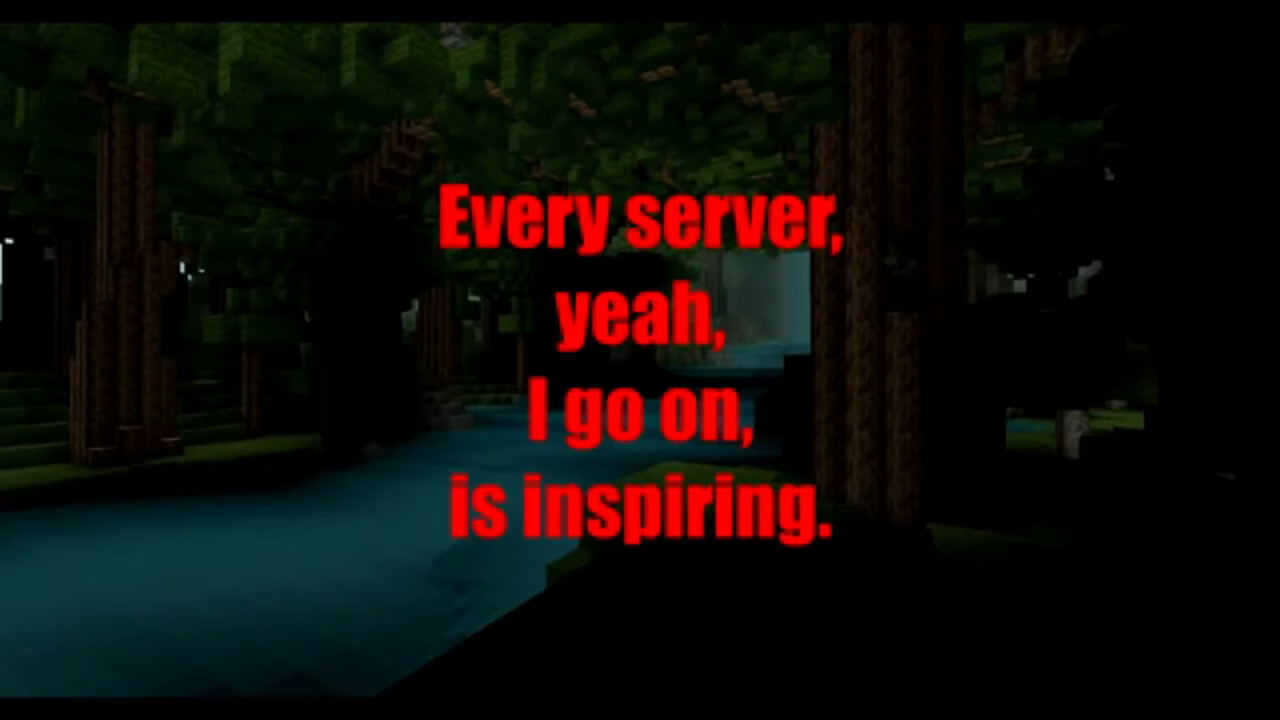 Every server,
yeah,
I go on,
is inspiring.